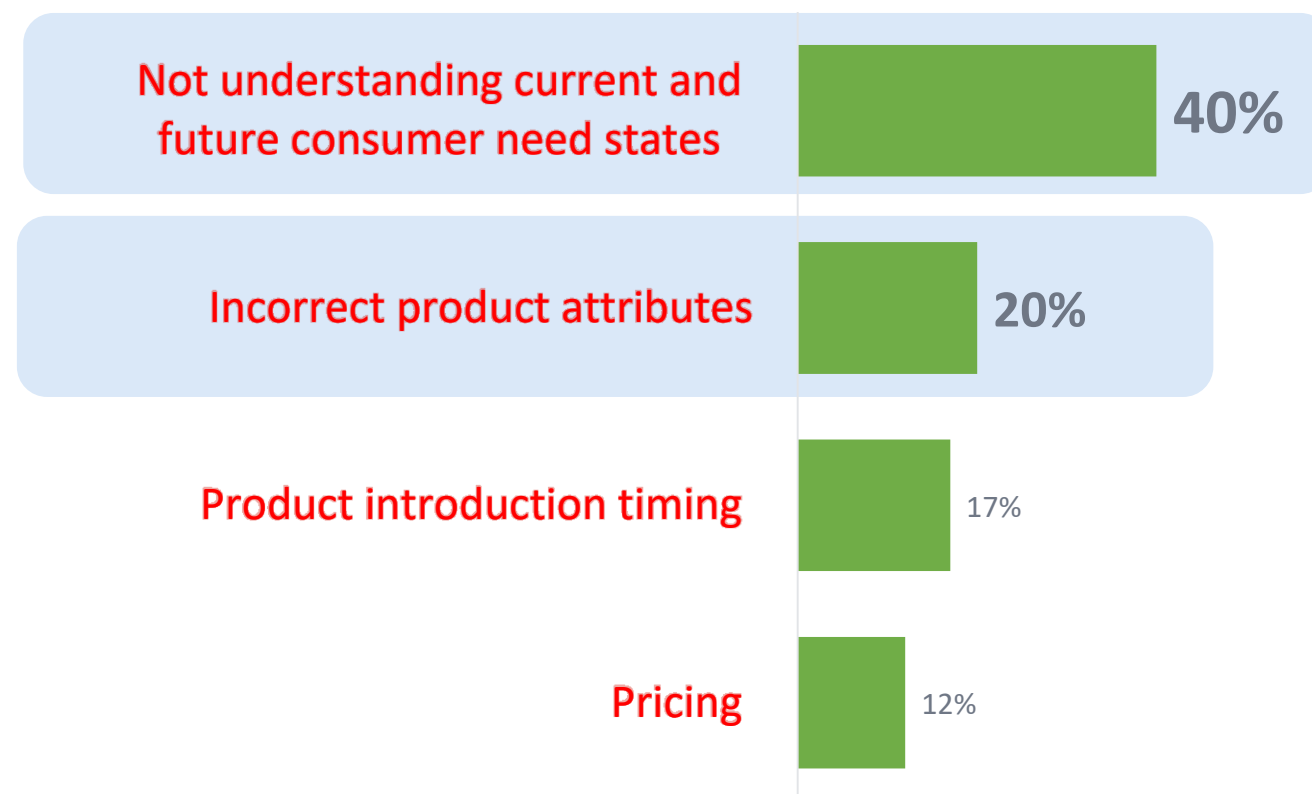 Not understanding current and
future consumer need states
40%
Incorrect product attributes
20%
Product introduction timing
17%
Pricing
12%